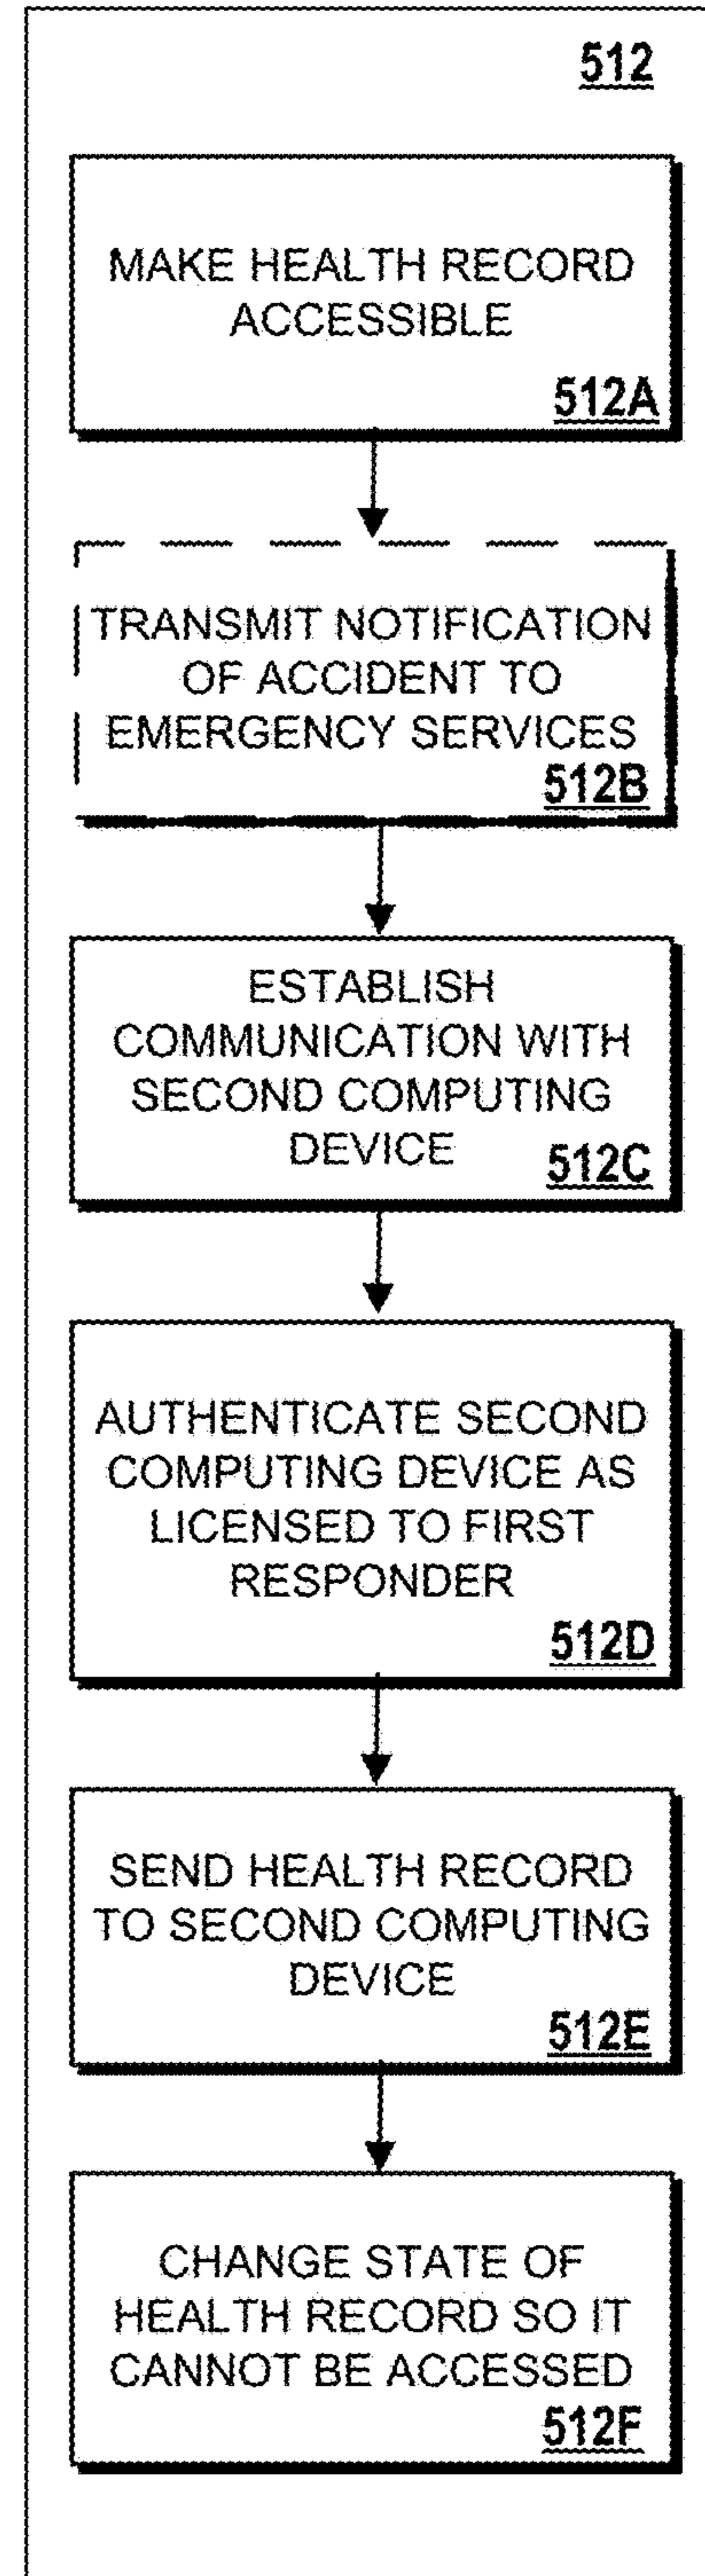 512
MAKE HEALTH RECORD
ACCESSIBLE
512A
TRANSMIT NOTIFICATION
OF ACCIDENT TO
EMERGENCY SERVICES
512B
ESTABLISH
COMMUNICATION WITH
SECOND COMPUTING
DEVICE
512C
AUTHENTICATE SECOND
COMPUTING DEVICE AS
LICENSED TO FIRST
RESPONDER
512D
SEND HEALTH RECORD
TO SECOND COMPUTING
DEVICE
512E
CHANGE STATE OF
HEALTH RECORD SO IT
CANNOT BE ACCESSED
512F